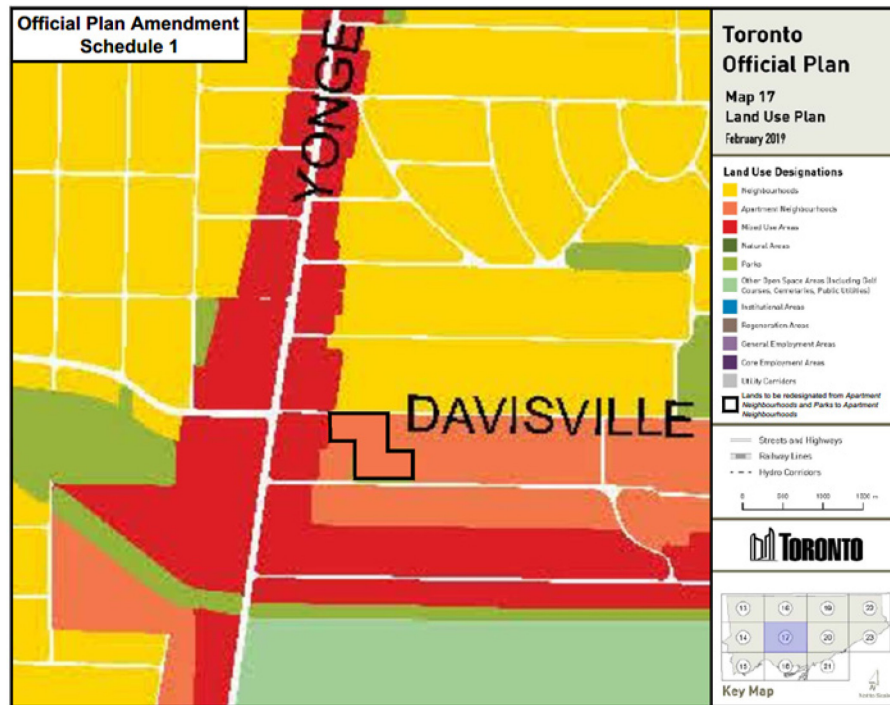 Official Plan Amendment
Schedule 1
YONGE
DAVISVILLE
Toronto
Official Plan
Map 17
Land Use Plan
February 2019
Land Use Designations
Neighbourhoods
Apartment Neighbourhoods
Mixed Use Areas
Natural Areas
Parks
Other Open Space Areas (Including Golf
Courses, Cemeteries, Public Utilities)
Institutional Areas
Regeneration Areas
General Employment Areas
Core Employment Areas
Utility Corridors
Lands to be redesignated from Apartment
Neighbourhoods and Parks to Apartment
Neighbourhoods
Streets and Highways
Railway Lines
Hydro Corridors
0 500 1000 1500 m
TORONTO
13 16 19 22
14 17 20 23
15 18 21
Key Map